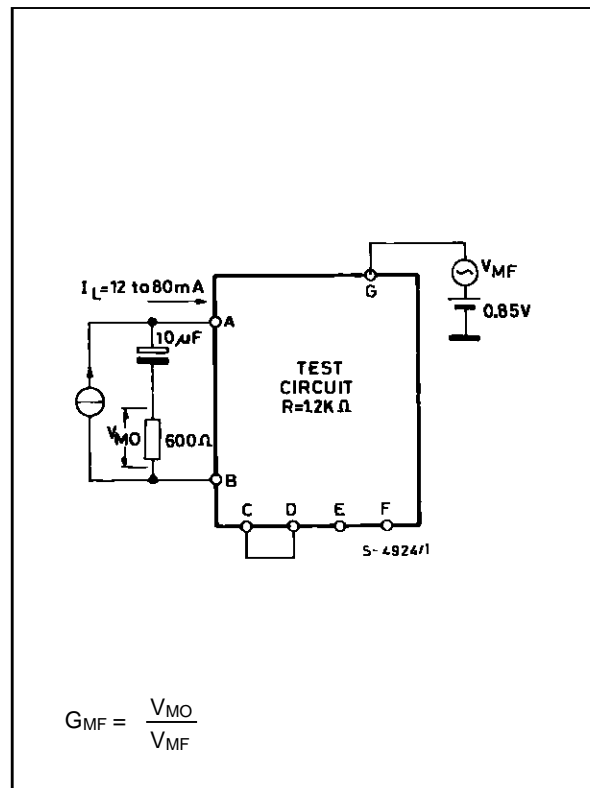 G
V_MF
0.85V
I_L=12 to 80mA
A
10µF
TEST
CIRCUIT
R=1.2KΩ
V_MO
600Ω
B
C D E F
S-4924/1
G_MF = V_MO / V_MF